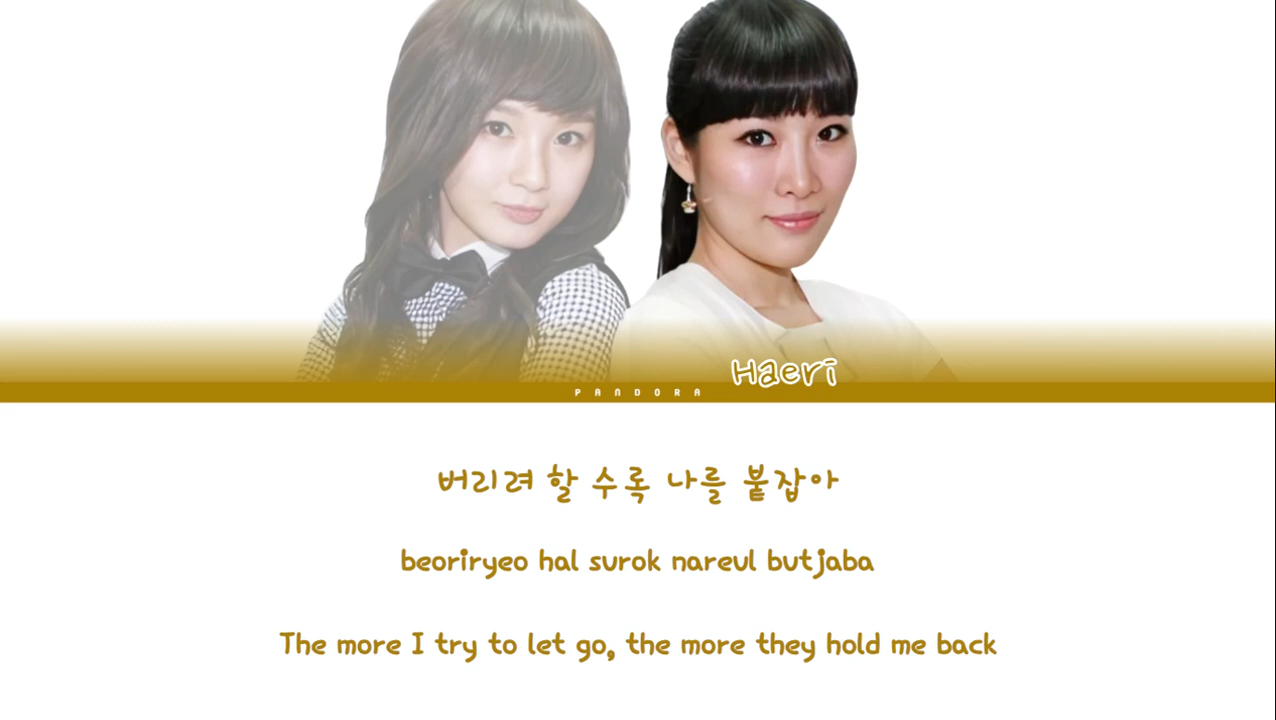 Haeri
PANDORA
버리려 할 수록 나를 붙잡아
beoriryeo hal surok nareul butjaba
The more I try to let go, the more they hold me back